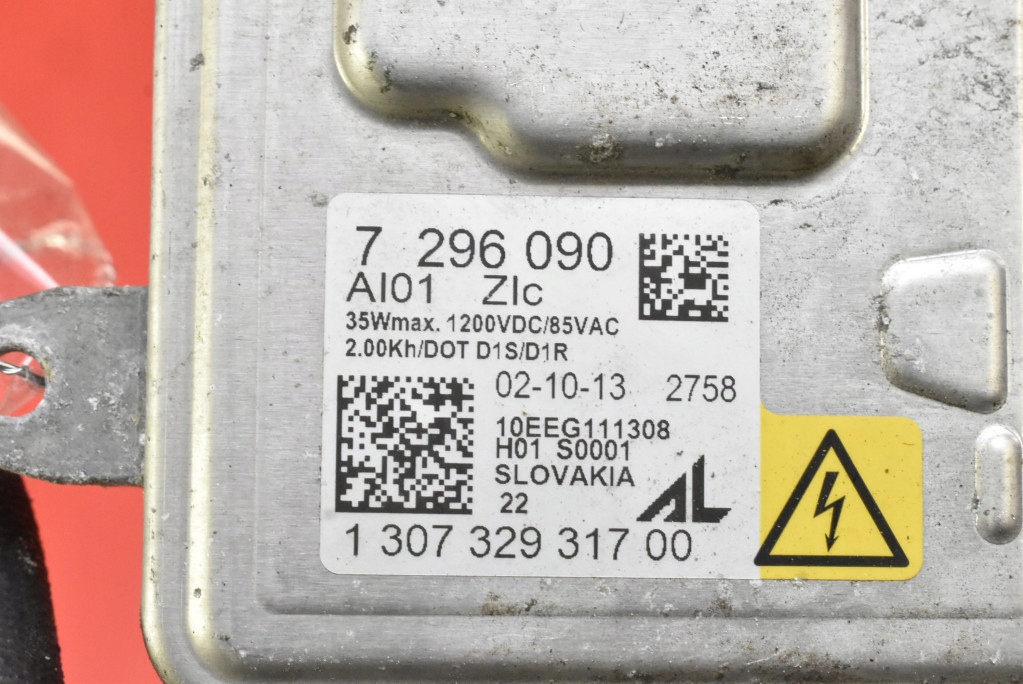 7 296 090
AI01 ZIc
35Wmax. 1200VDC/85VAC
2.00Kh/DOT D1S/D1R
02-10-13 2758
10EEG111308
H01 S0001
SLOVAKIA
22
AL
1 307 329 317 00